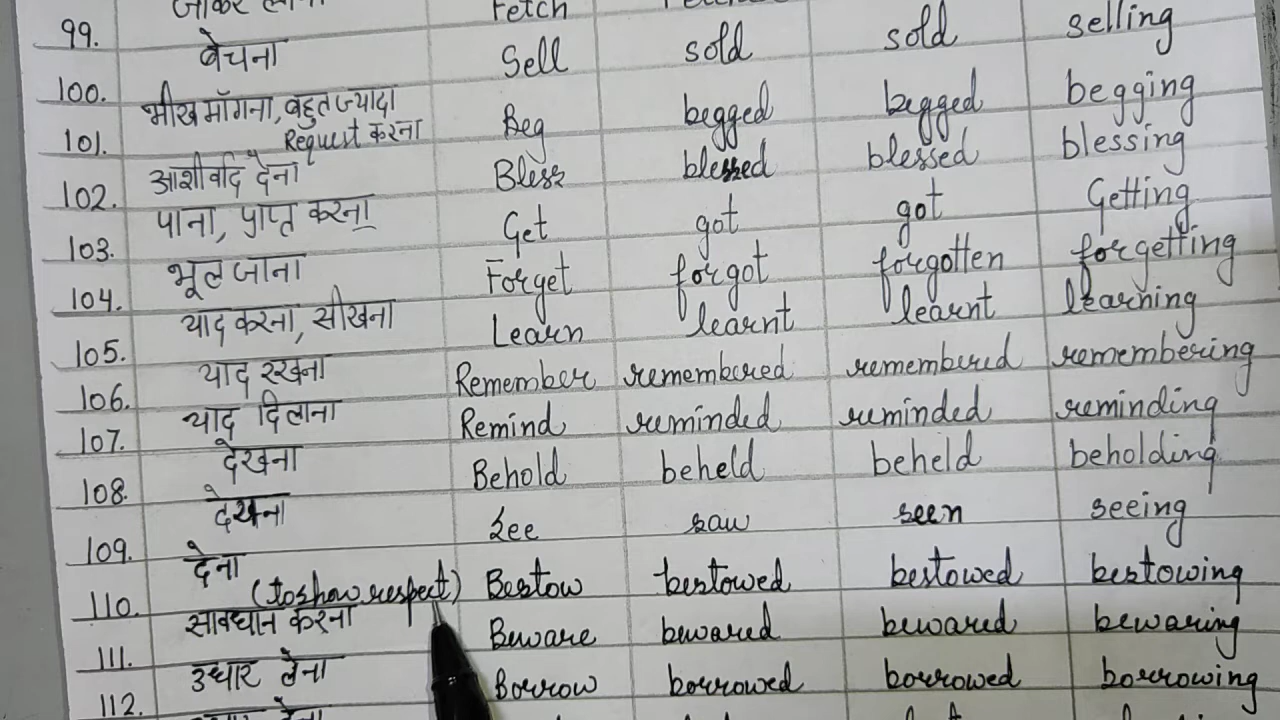 जाकर लाना Fetch
99. बेचना Sell sold sold selling
100. भीख माँगना, बहुत ज्यादा Request करना Beg begged begged begging
101. आशीर्वाद देना Bless blessed blessed blessing
102. पाना, प्राप्त करना Get got got Getting
103. भूल जाना Forget forgot forgotten forgetting
104. याद करना, सीखना Learn learnt learnt learning
105. याद रखना Remember remembered remembered remembering
106. याद दिलाना Remind reminded reminded reminding
107. देखना Behold beheld beheld beholding
108. देखना See saw seen seeing
109. देना (to show respect) Bestow bestowed bestowed bestowing
110. सावधान करना Beware bewared bewared bewaring
111. उधार लेना Borrow borrowed borrowed borrowing
112.